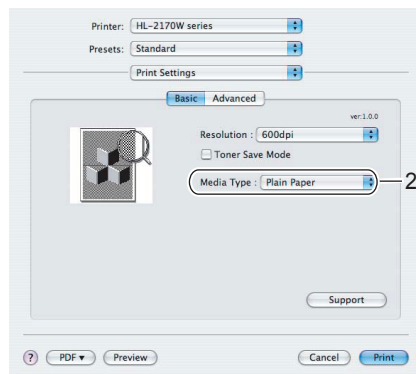 Printer: HL-2170W series
Presets: Standard
Print Settings
Basic Advanced
ver:1.0.0
Resolution : 600dpi
Toner Save Mode
Media Type : Plain Paper 2
Support
? PDF▼ Preview Cancel Print